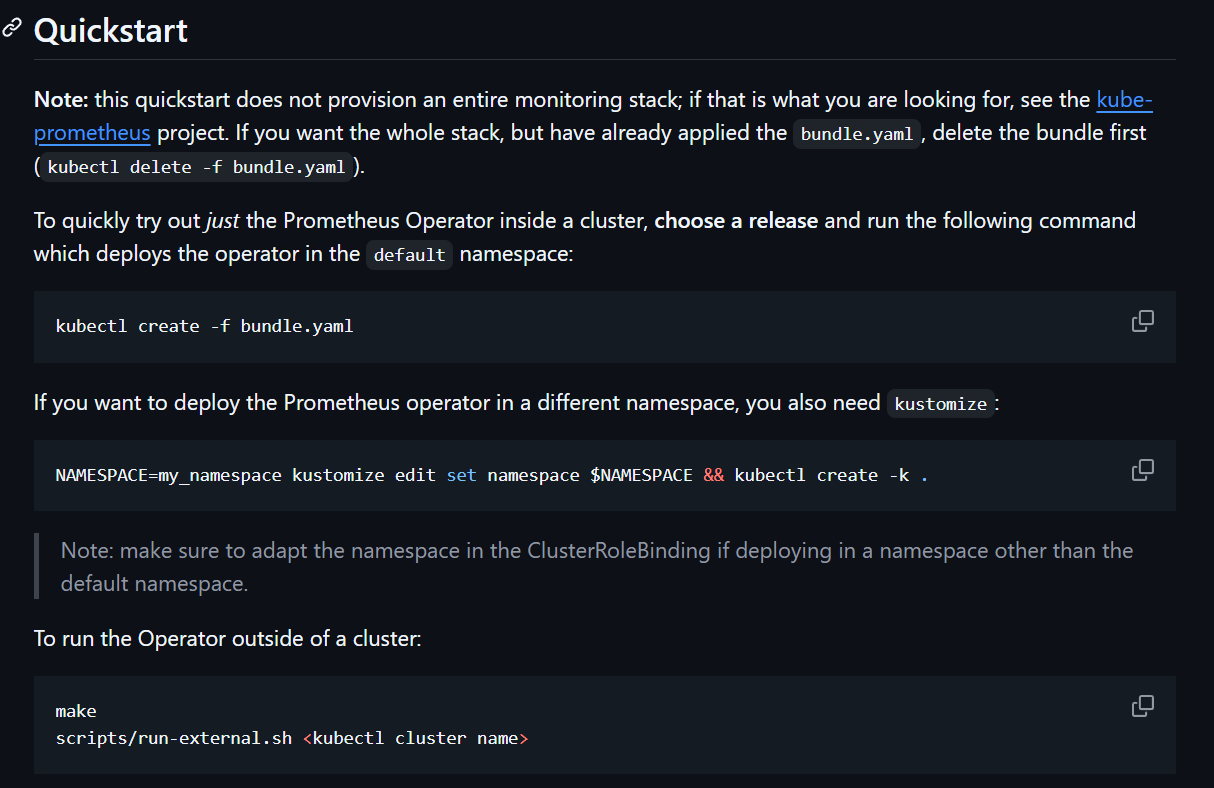 Quickstart
Note: this quickstart does not provision an entire monitoring stack; if that is what you are looking for, see the kube-
prometheus project. If you want the whole stack, but have already applied the bundle.yaml, delete the bundle first
(kubectl delete -f bundle.yaml).
To quickly try out just the Prometheus Operator inside a cluster, choose a release and run the following command
which deploys the operator in the default namespace:
kubectl create -f bundle.yaml
If you want to deploy the Prometheus operator in a different namespace, you also need kustomize:
NAMESPACE=my_namespace kustomize edit set namespace $NAMESPACE && kubectl create -k .
Note: make sure to adapt the namespace in the ClusterRoleBinding if deploying in a namespace other than the
default namespace.
To run the Operator outside of a cluster:
make
scripts/run-external.sh <kubectl cluster name>